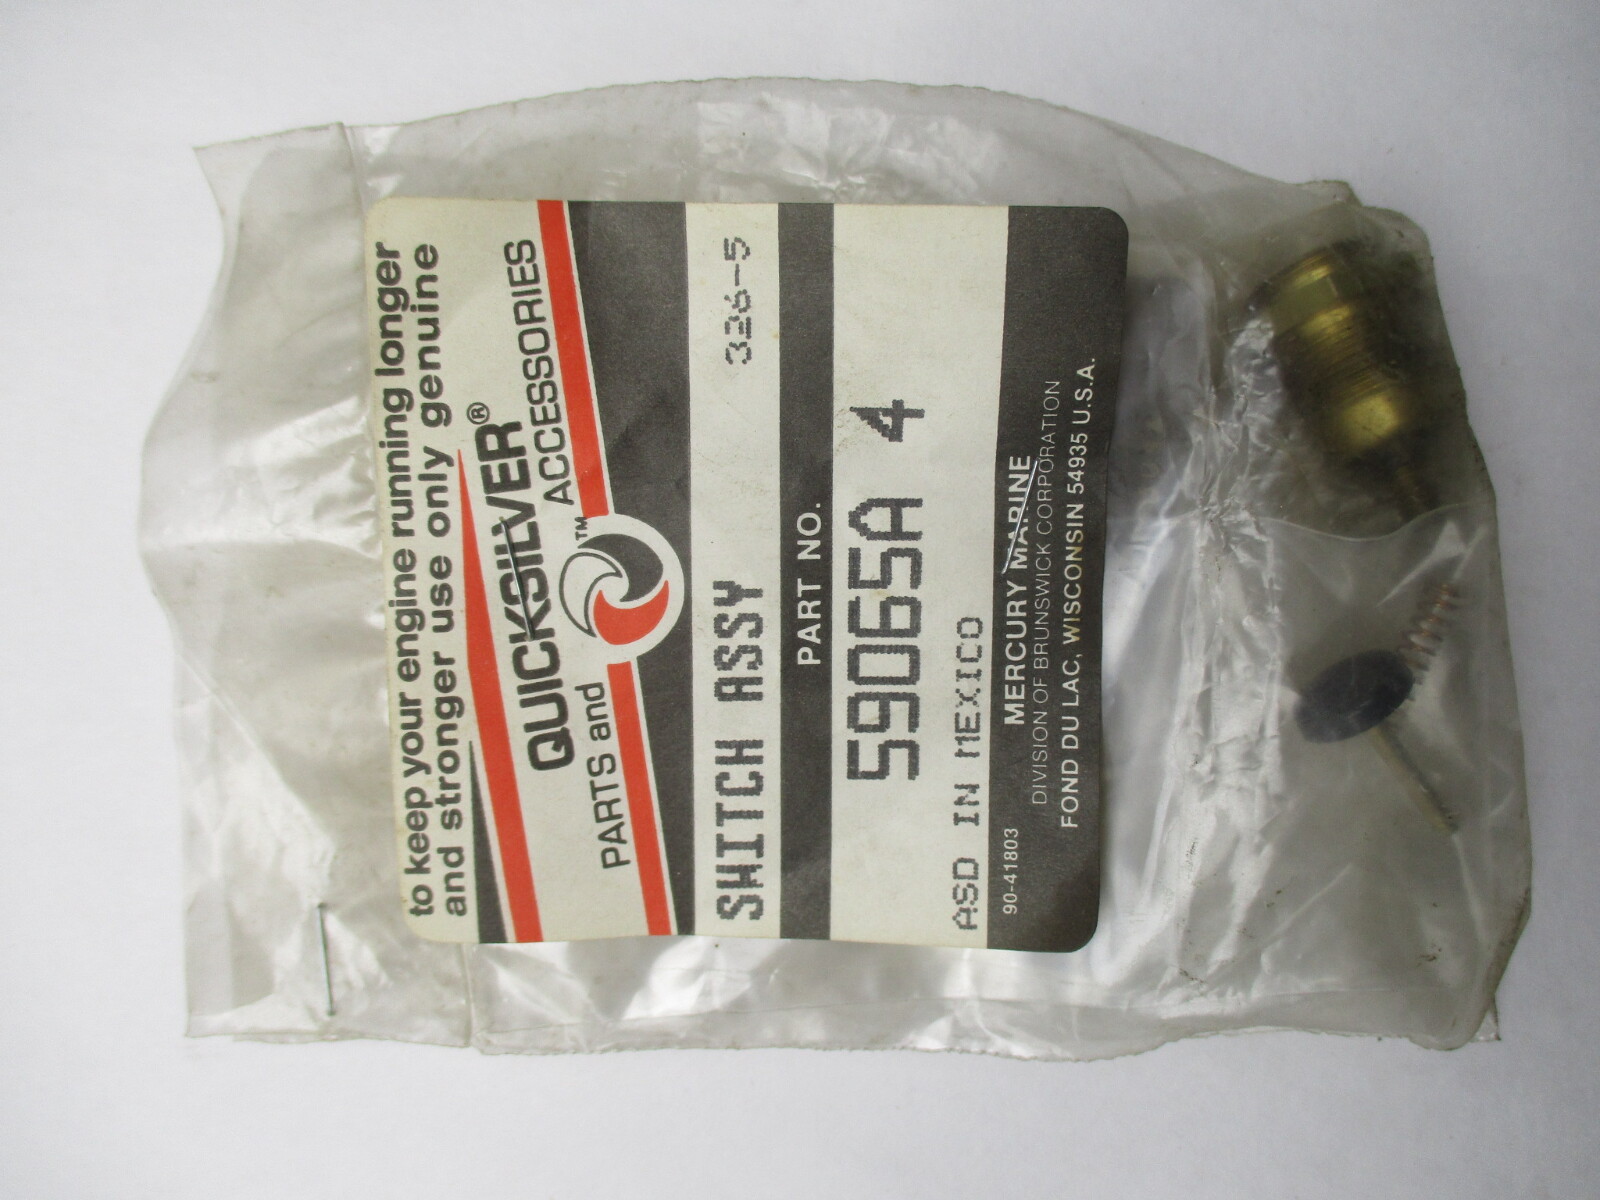 to keep your engine running longer
and stronger use only genuine
QUICKSILVER®
PARTS and ACCESSORIES
TM
SWITCH ASSY 326-5
PART NO.
59065A 4
ASD IN MEXICO
90-41803 MERCURY MARINE
DIVISION OF BRUNSWICK CORPORATION
FOND DU LAC, WISCONSIN 54935 U.S.A.